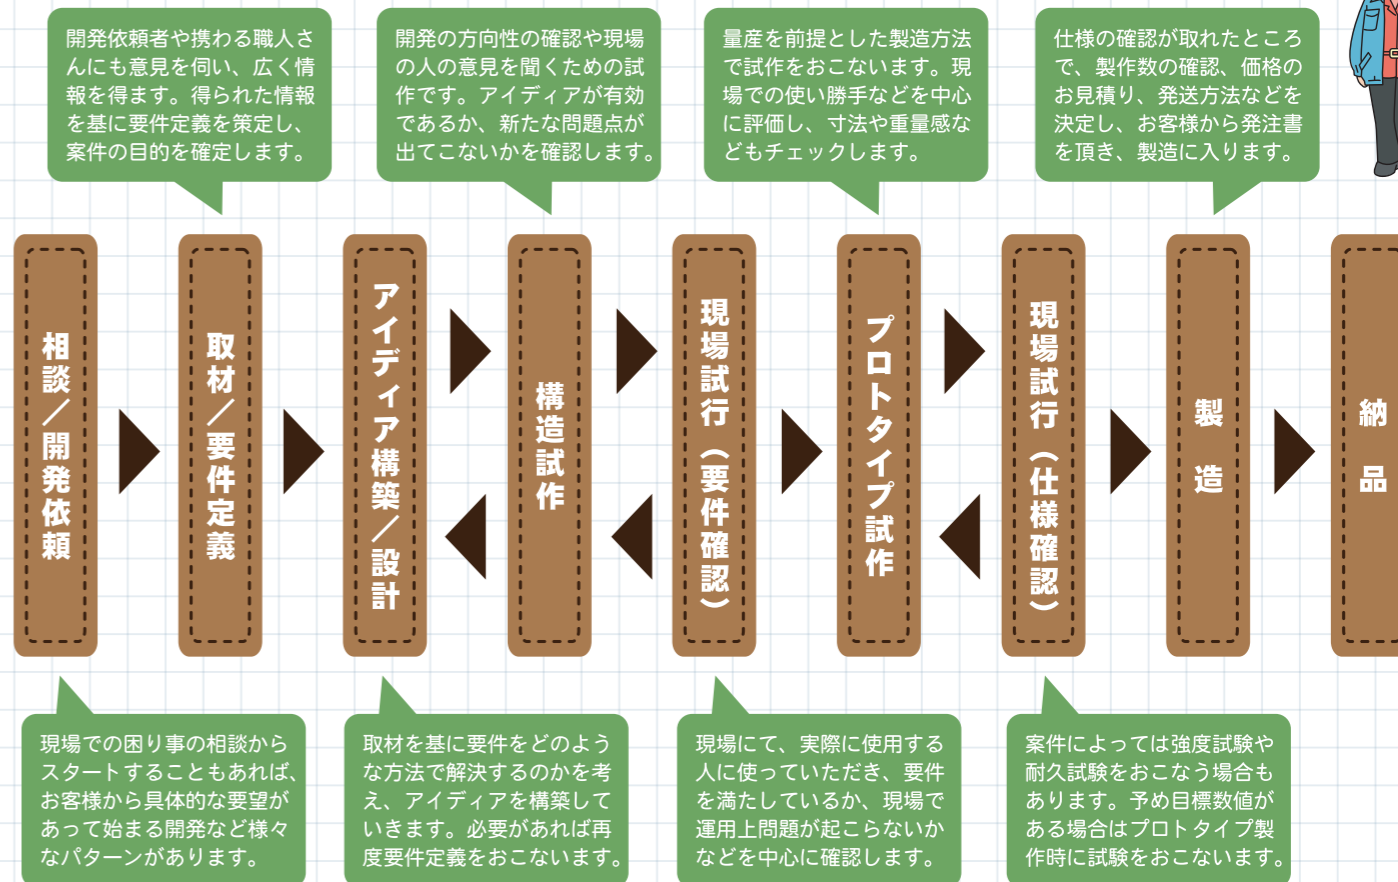 開発依頼者や携わる職人さ
んにも意見を伺い、広く情
報を得ます。得られた情報
を基に要件定義を策定し、
案件の目的を確定します。
開発の方向性の確認や現場
の人の意見を聞くための試
作です。アイディアが有効
であるか、新たな問題点が
出てこないかを確認します。
量産を前提とした製造方法
で試作をおこないます。現
場での使い勝手などを中心
に評価し、寸法や重量感な
どもチェックします。
仕様の確認が取れたところ
で、製作数の確認、価格の
お見積り、発送方法などを
決定し、お客様から発注書
を頂き、製造に入ります。
相談／開発依頼
取材／要件定義
アイディア構築／設計
構造試作
現場試行（要件確認）
プロトタイプ試作
現場試行（仕様確認）
製造
納品
現場での困り事の相談から
スタートすることもあれば、
お客様から具体的な要望が
あって始まる開発など様々
なパターンがあります。
取材を基に要件をどのよう
な方法で解決するのかを考
え、アイディアを構築して
いきます。必要があれば再
度要件定義をおこないます。
現場にて、実際に使用する
人に使っていただき、要件
を満たしているか、現場で
運用上問題が起こらないか
などを中心に確認します。
案件によっては強度試験や
耐久試験をおこなう場合も
あります。予め目標数値が
ある場合はプロトタイプ製
作時に試験をおこないます。